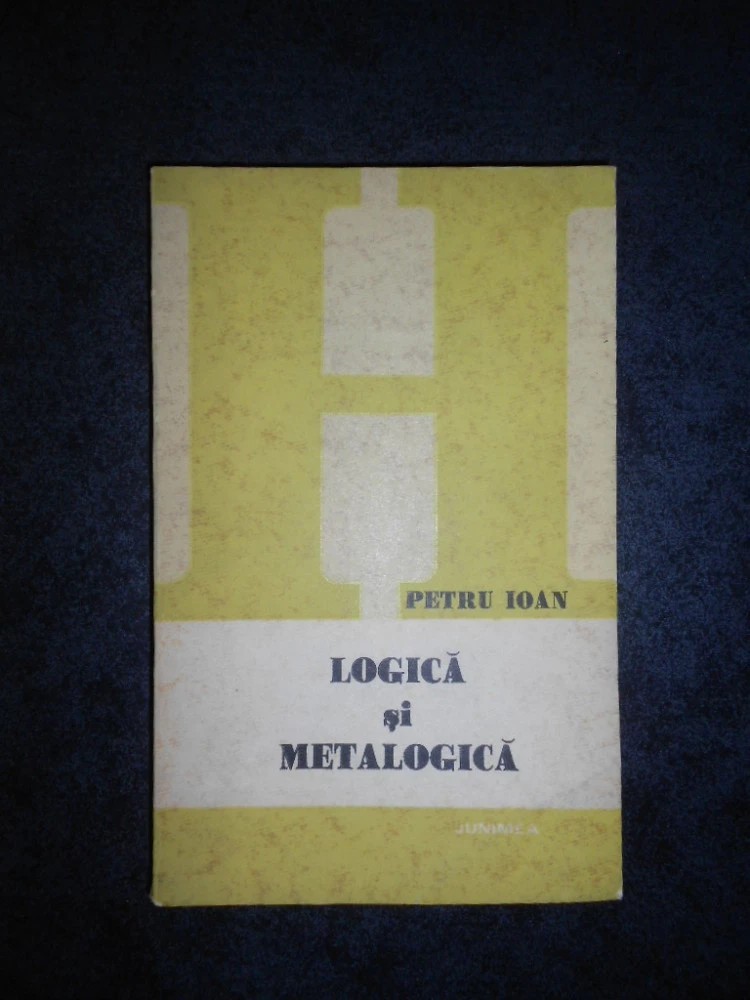 PETRU IOAN
LOGICĂ
și
METALOGICĂ
JUNIMEA